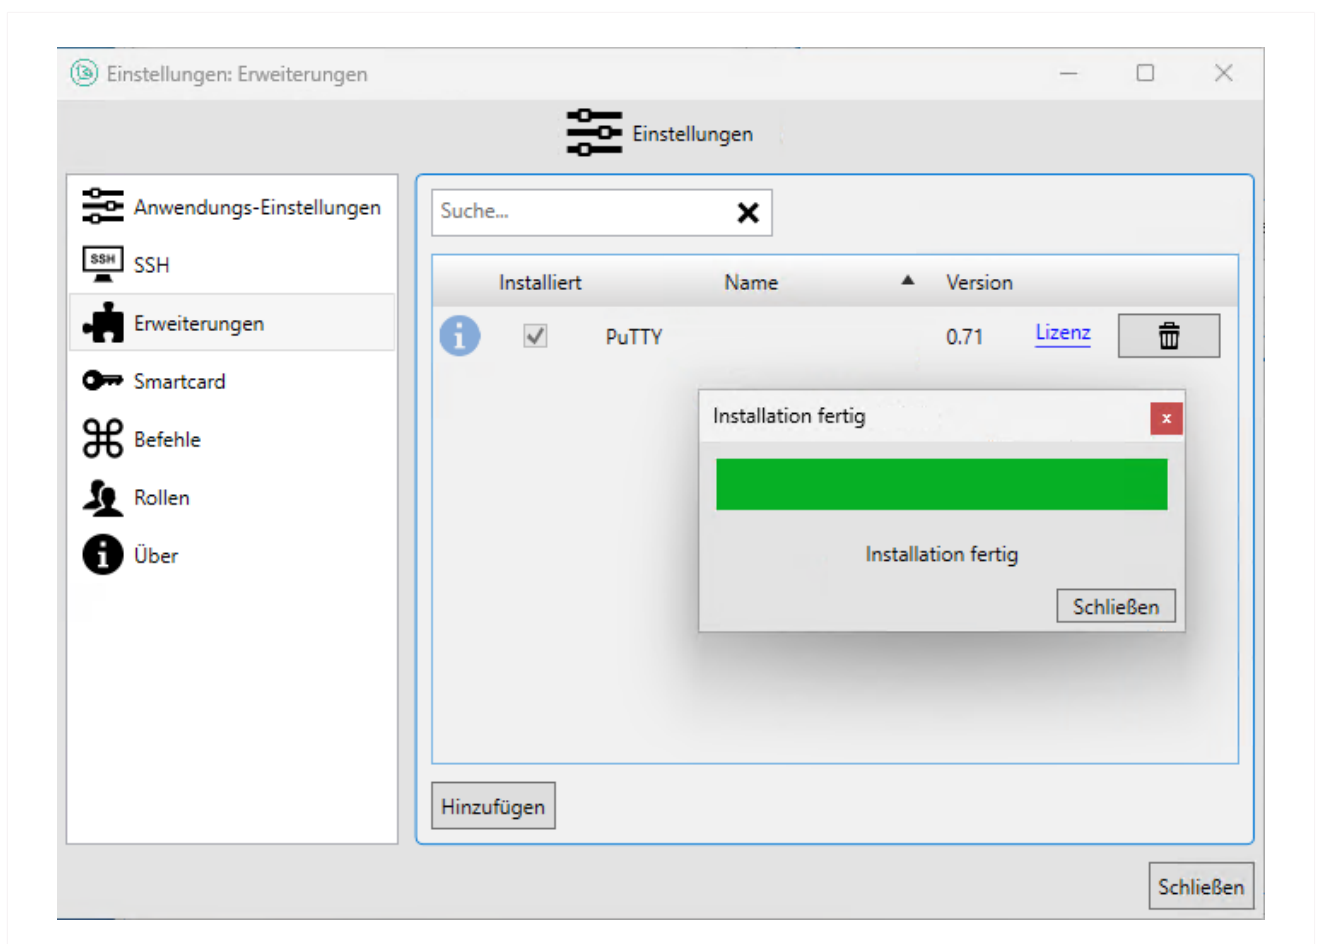 Einstellungen: Erweiterungen
Einstellungen
Anwendungs-Einstellungen
SSH
SSH
Erweiterungen
Smartcard
Befehle
Rollen
Über
Suche...
Installiert Name Version
PuTTY 0.71 Lizenz
Installation fertig
x
Installation fertig
Schließen
Hinzufügen
Schließen